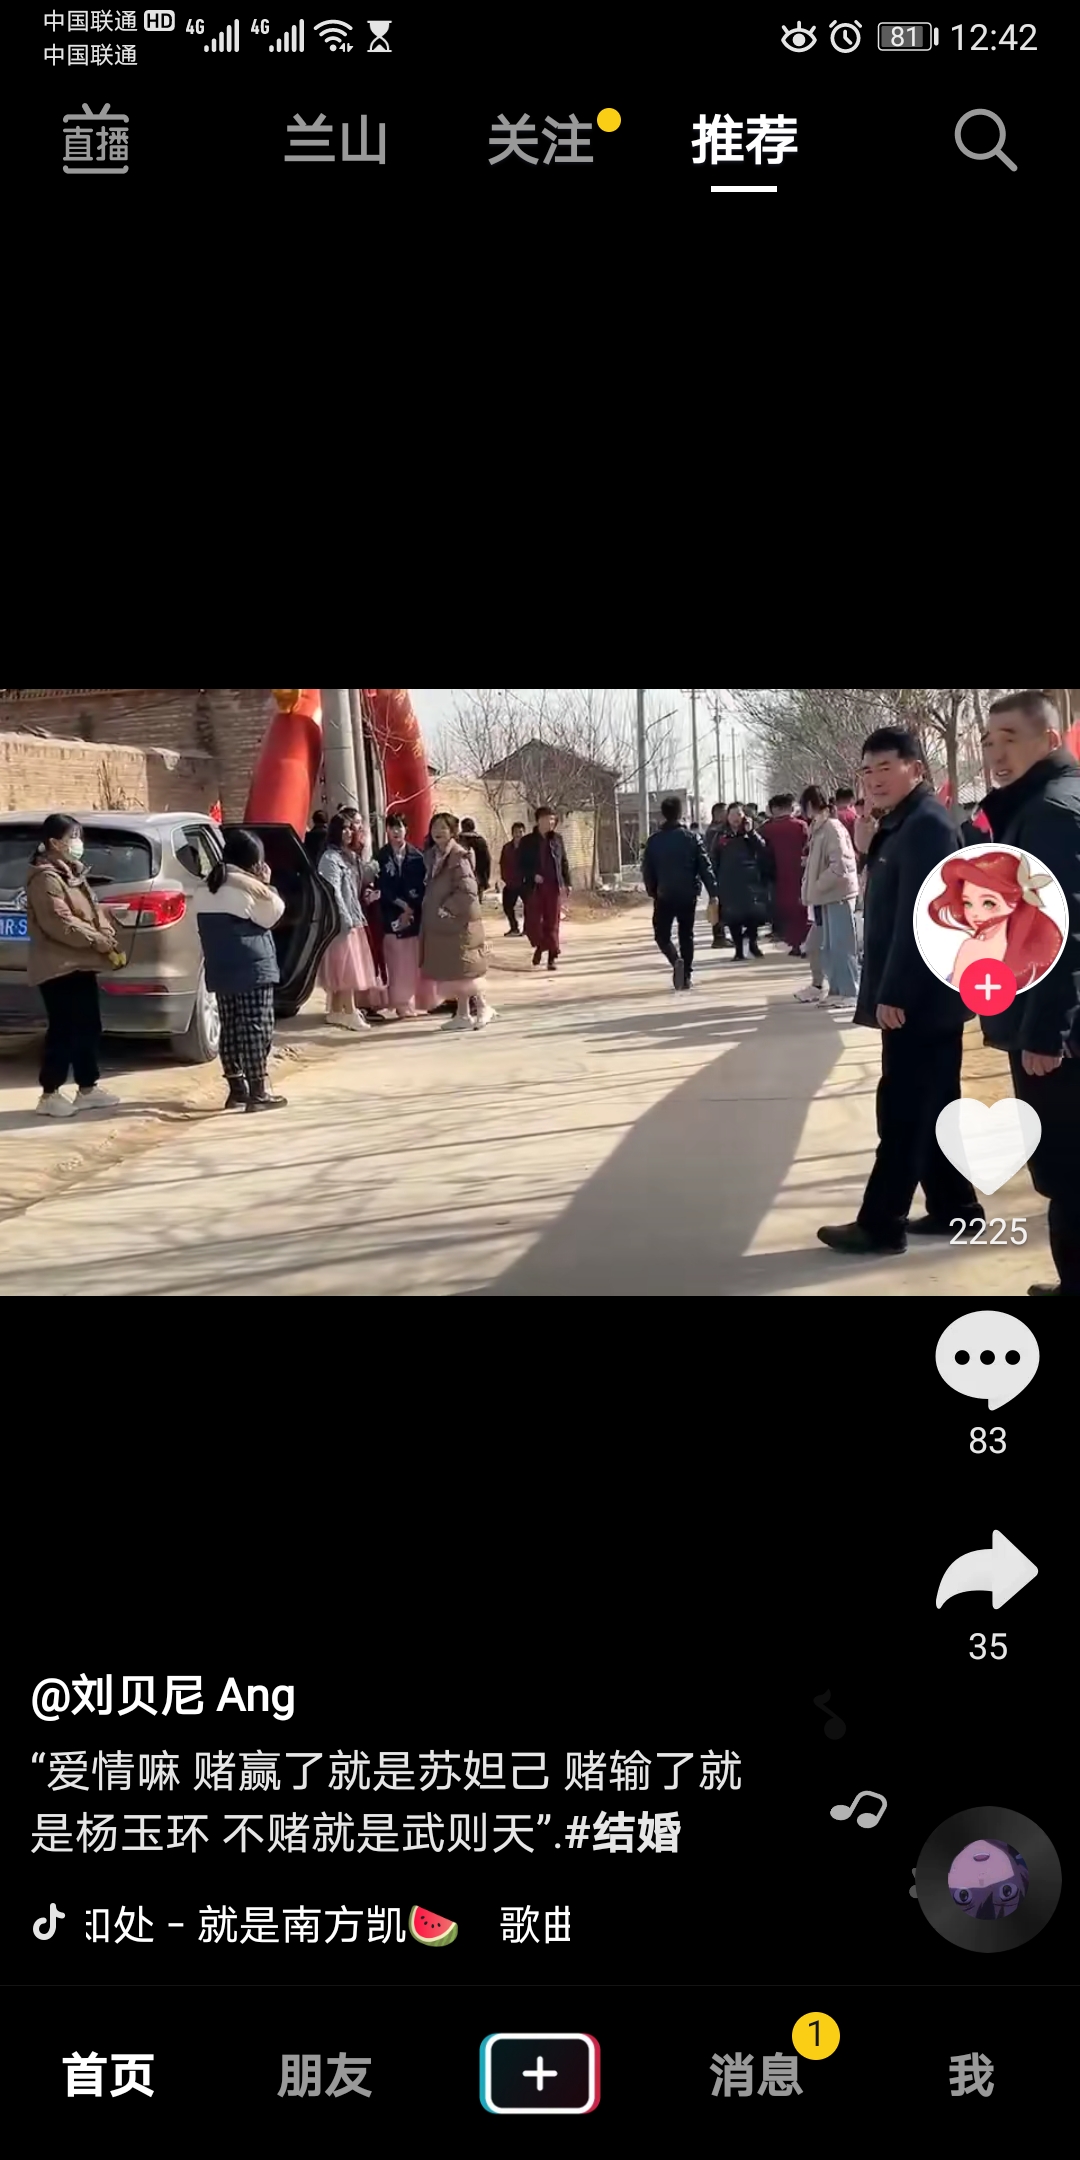 中国联通 HD 4G 4G 81 12:42
中国联通
直播 兰山 关注 推荐
2225
83
35
@刘贝尼 Ang
“爱情嘛 赌赢了就是苏妲己 赌输了就
是杨玉环 不赌就是武则天”.#结婚
处 - 就是南方凯🍉 歌曲
首页 朋友 消息 1 我